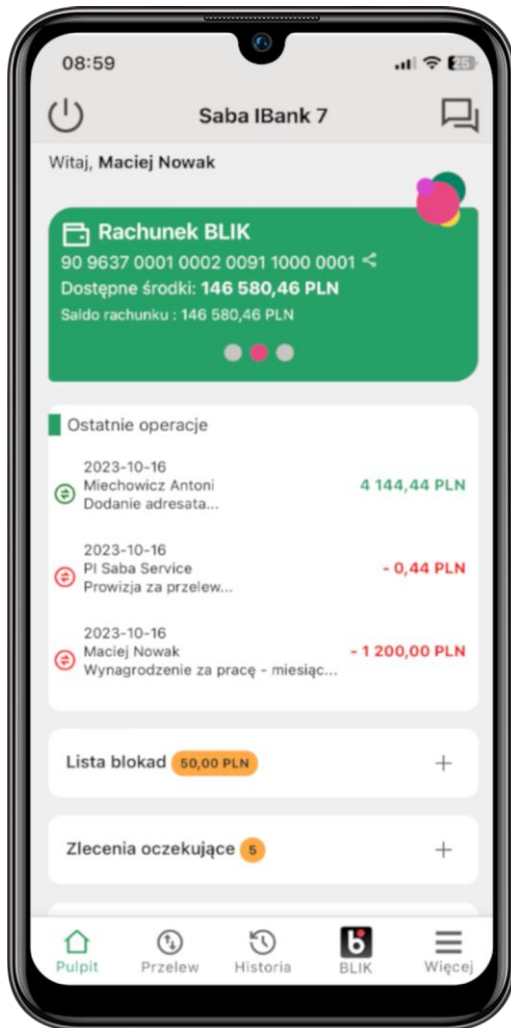 08:59
25
Saba IBank 7
Witaj, Maciej Nowak
Rachunek BLIK
90 9637 0001 0002 0091 1000 0001
Dostępne środki: 146 580,46 PLN
Saldo rachunku : 146 580,46 PLN
Ostatnie operacje
2023-10-16
Miechowicz Antoni
4 144,44 PLN
Dodanie adresata...
2023-10-16
PI Saba Service
- 0,44 PLN
Prowizja za przelew...
2023-10-16
Maciej Nowak
- 1 200,00 PLN
Wynagrodzenie za pracę - miesiąc...
Lista blokad 50,00 PLN
Zlecenia oczekujące 5
Pulpit
Przelew
Historia
BLIK
Więcej